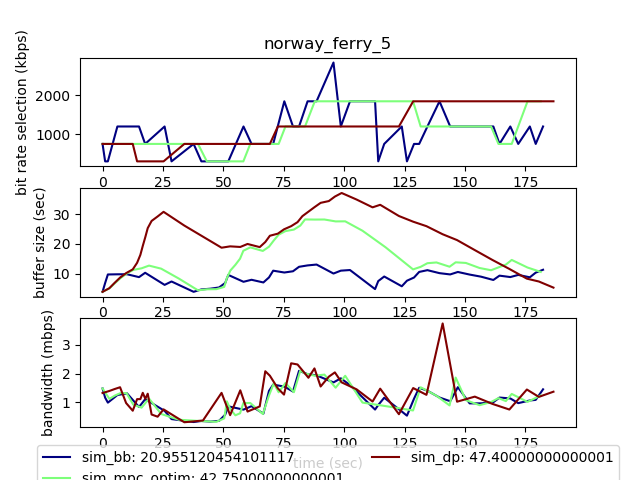 norway_ferry_5
bit rate selection (kbps)
2000
1000
0 25 50 75 100 125 150 175
buffer size (sec)
30
20
10
0 25 50 75 100 125 150 175
bandwidth (mbps)
3
2
1
0 25 50 75 100 125 150 175
time (sec)
sim_bb: 20.955120454101117
sim_dp: 47.40000000000001
sim_mpc_optim: 42.75000000000001